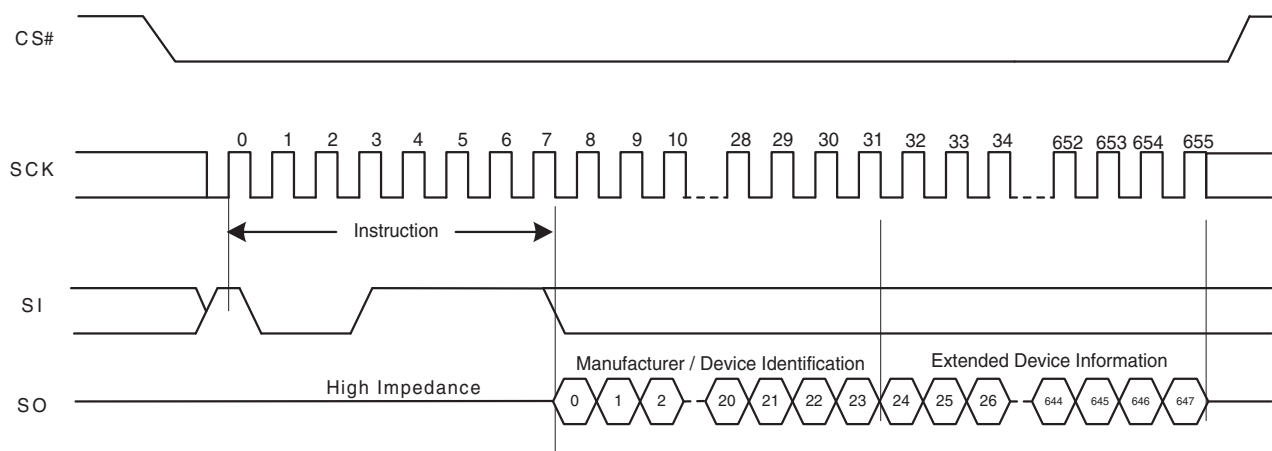 CS#
0 1 2 3 4 5 6 7 8 9 10 28 29 30 31 32 33 34 652 653 654 655
SCK
Instruction
SI
Manufacturer / Device Identification Extended Device Information
High Impedance
SO
0 1 2 20 21 22 23 24 25 26 644 645 646 647